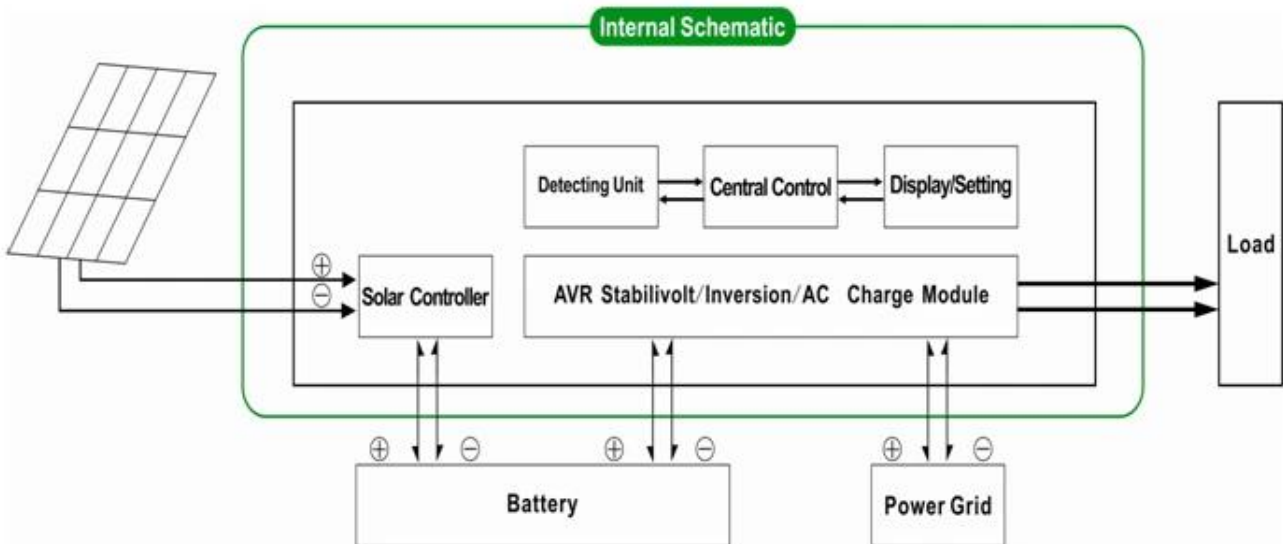 Internal Schematic
Detecting Unit
Central Control
Display/Setting
Load
⊕
⊖
Solar Controller
AVR Stabilivolt/Inversion/AC Charge Module
⊕ ⊖ ⊕ ⊖ ⊕ ⊖
Battery
Power Grid